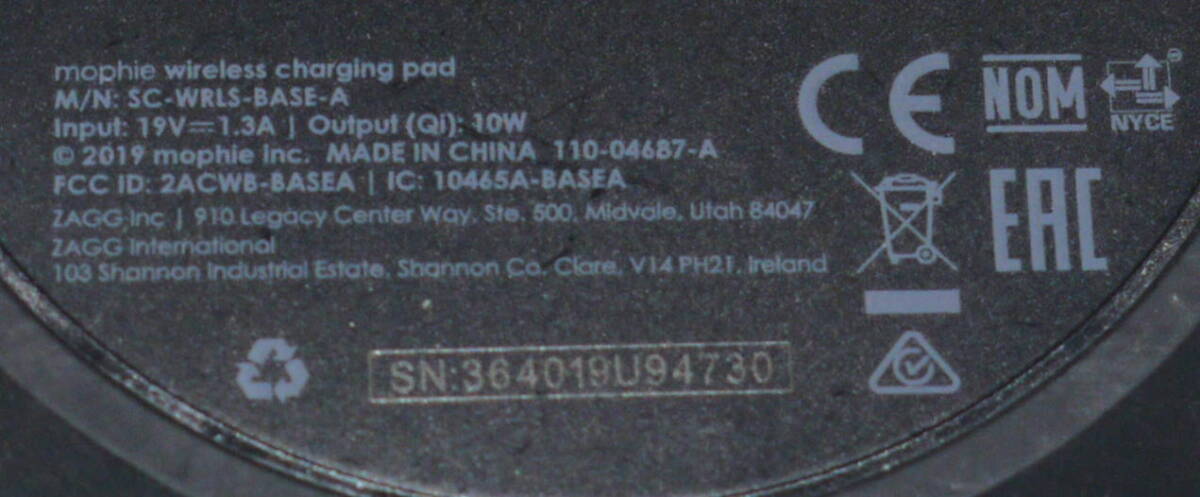 mophie wireless charging pad
M/N: SC-WRLS-BASE-A
Input: 19V⎓1.3A | Output (Qi): 10W
© 2019 mophie inc. MADE IN CHINA 110-04687-A
FCC ID: 2ACWB-BASEA | IC: 10465A-BASEA
ZAGG Inc | 910 Legacy Center Way, Ste. 500, Midvale, Utah 84047
ZAGG International
103 Shannon Industrial Estate, Shannon Co. Clare, V14 PH21, Ireland
CE
NOM
NYCE
EAC
SN:364019U94730